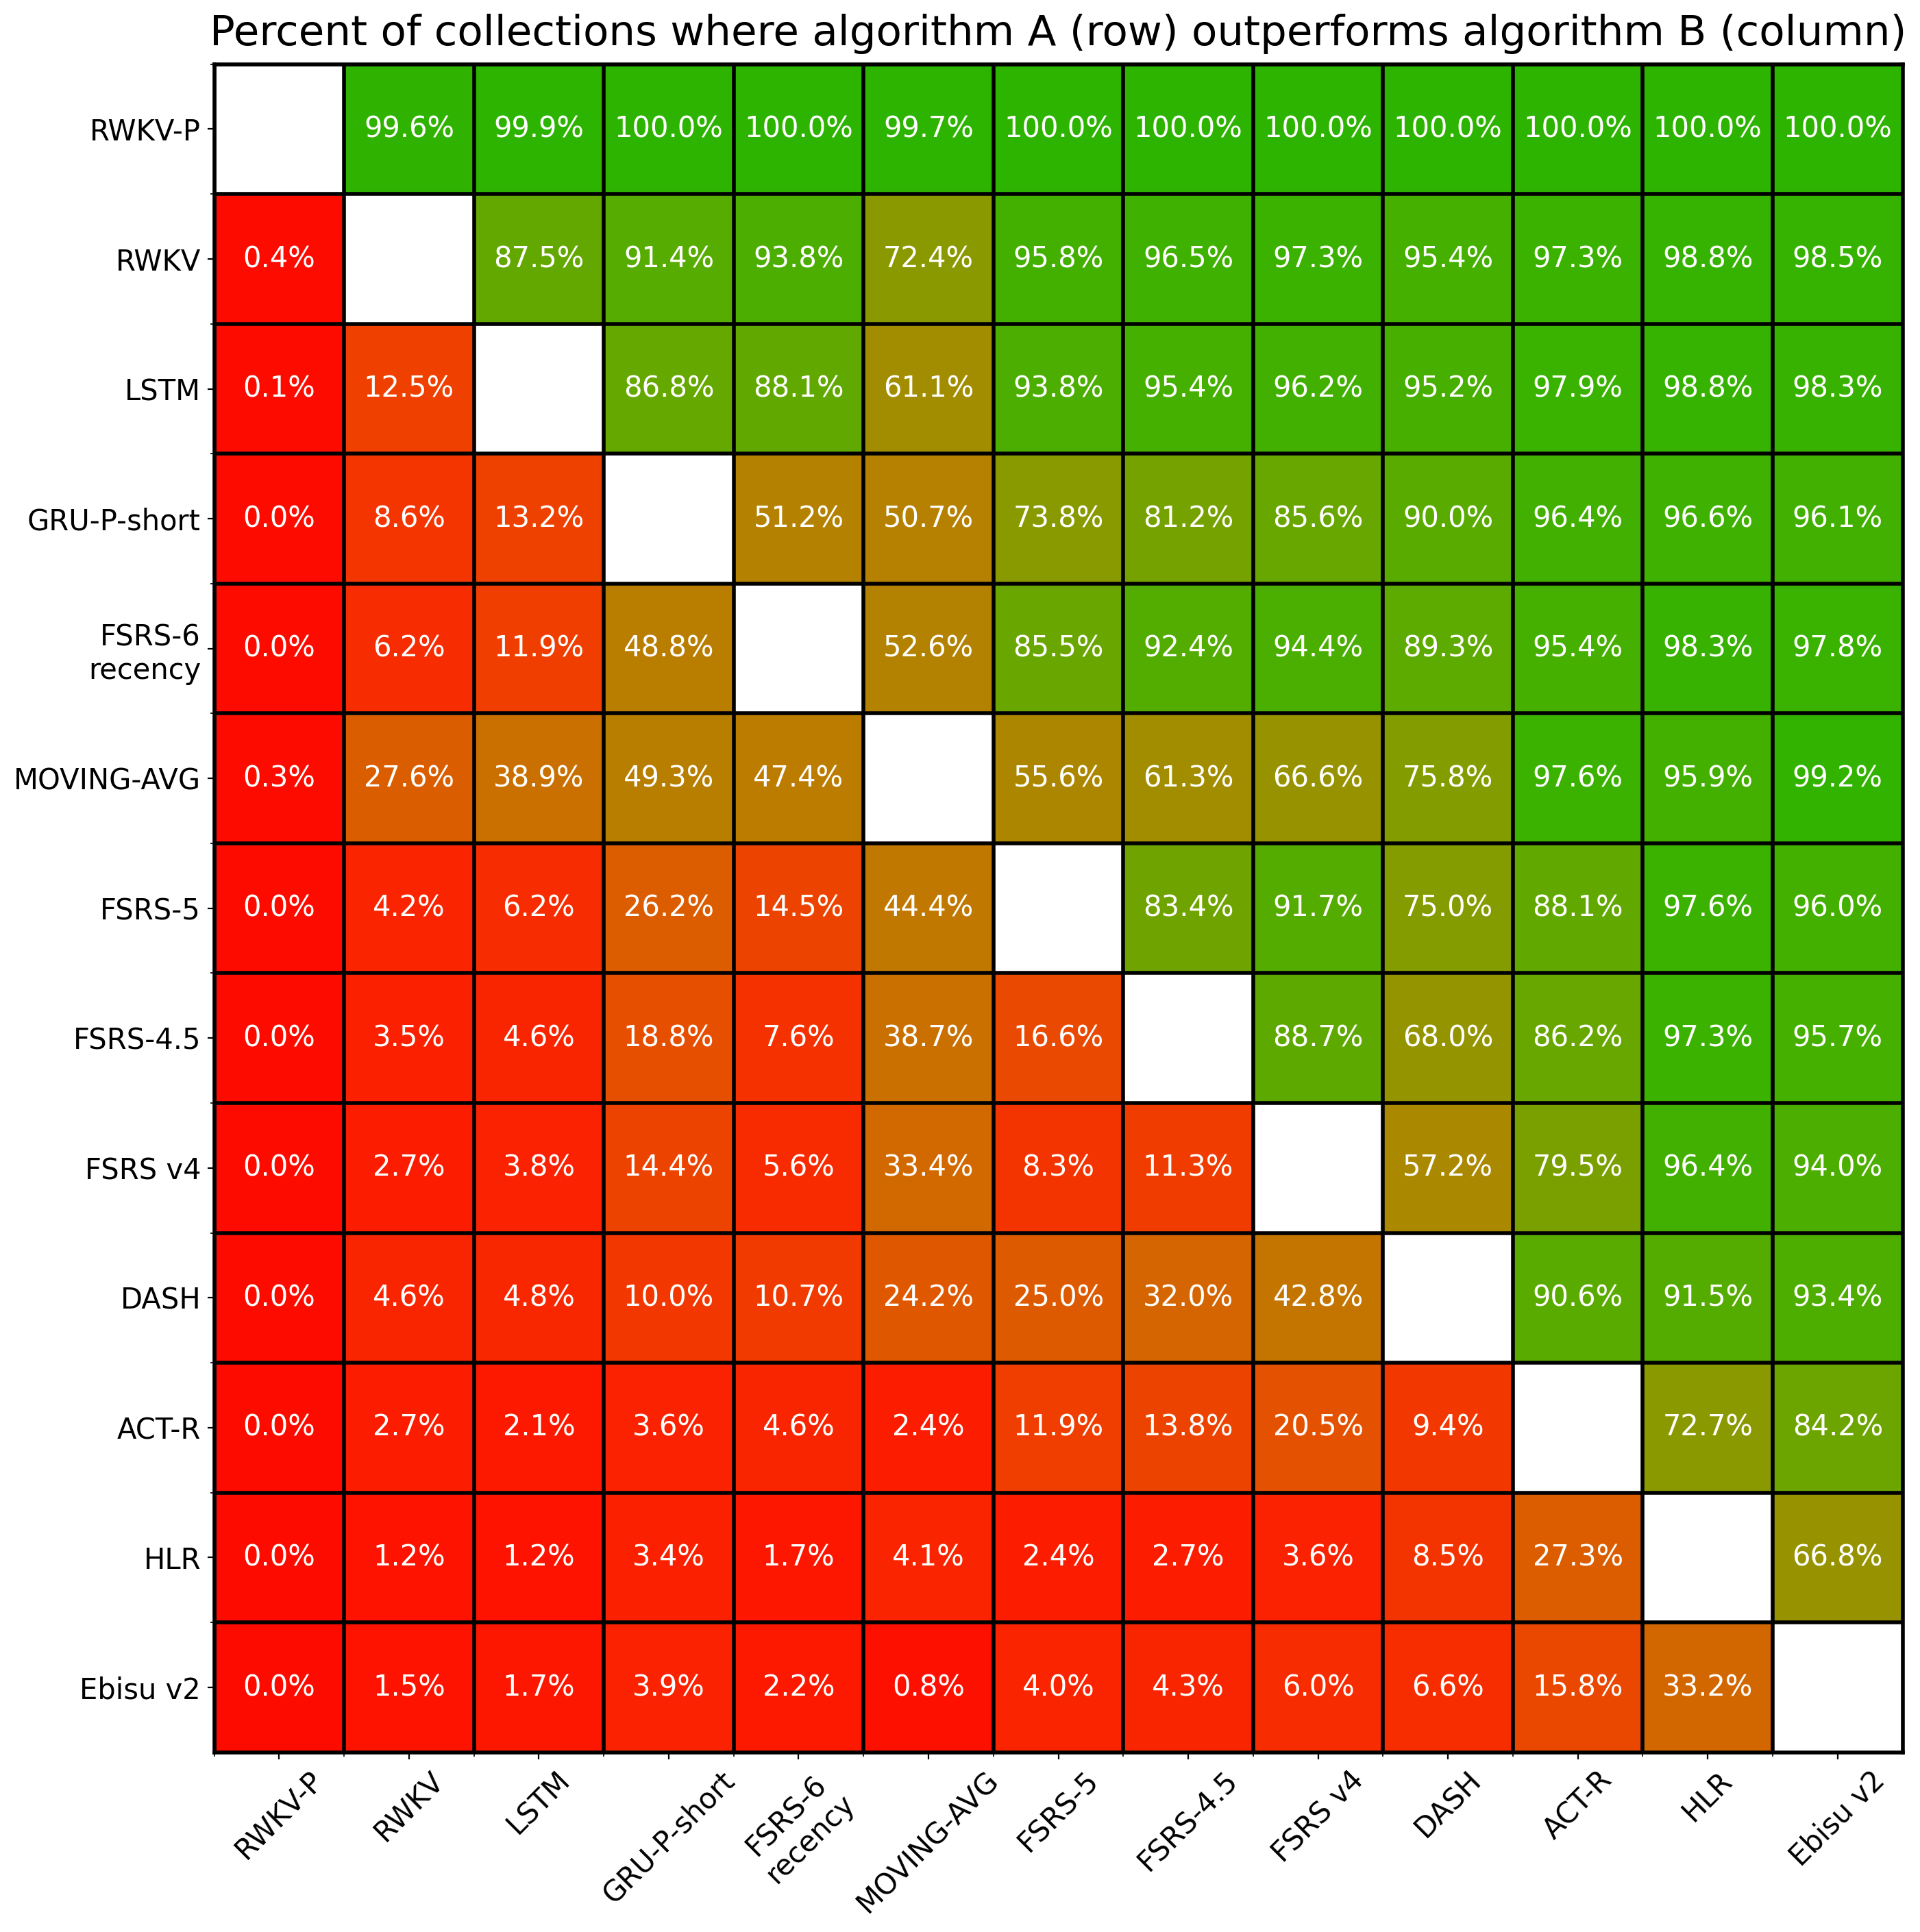 Percent of collections where algorithm A (row) outperforms algorithm B (column)
RWKV-P 99.6% 99.9% 100.0% 100.0% 99.7% 100.0% 100.0% 100.0% 100.0% 100.0% 100.0% 100.0%
RWKV 0.4% 87.5% 91.4% 93.8% 72.4% 95.8% 96.5% 97.3% 95.4% 97.3% 98.8% 98.5%
LSTM 0.1% 12.5% 86.8% 88.1% 61.1% 93.8% 95.4% 96.2% 95.2% 97.9% 98.8% 98.3%
GRU-P-short 0.0% 8.6% 13.2% 51.2% 50.7% 73.8% 81.2% 85.6% 90.0% 96.4% 96.6% 96.1%
FSRS-6
recency 0.0% 6.2% 11.9% 48.8% 52.6% 85.5% 92.4% 94.4% 89.3% 95.4% 98.3% 97.8%
MOVING-AVG 0.3% 27.6% 38.9% 49.3% 47.4% 55.6% 61.3% 66.6% 75.8% 97.6% 95.9% 99.2%
FSRS-5 0.0% 4.2% 6.2% 26.2% 14.5% 44.4% 83.4% 91.7% 75.0% 88.1% 97.6% 96.0%
FSRS-4.5 0.0% 3.5% 4.6% 18.8% 7.6% 38.7% 16.6% 88.7% 68.0% 86.2% 97.3% 95.7%
FSRS v4 0.0% 2.7% 3.8% 14.4% 5.6% 33.4% 8.3% 11.3% 57.2% 79.5% 96.4% 94.0%
DASH 0.0% 4.6% 4.8% 10.0% 10.7% 24.2% 25.0% 32.0% 42.8% 90.6% 91.5% 93.4%
ACT-R 0.0% 2.7% 2.1% 3.6% 4.6% 2.4% 11.9% 13.8% 20.5% 9.4% 72.7% 84.2%
HLR 0.0% 1.2% 1.2% 3.4% 1.7% 4.1% 2.4% 2.7% 3.6% 8.5% 27.3% 66.8%
Ebisu v2 0.0% 1.5% 1.7% 3.9% 2.2% 0.8% 4.0% 4.3% 6.0% 6.6% 15.8% 33.2%
RWKV-P
RWKV
LSTM
GRU-P-short
FSRS-6
recency
MOVING-AVG
FSRS-5
FSRS-4.5
FSRS v4
DASH
ACT-R
HLR
Ebisu v2